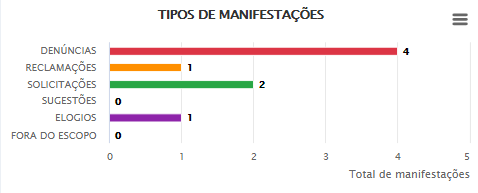 TIPOS DE MANIFESTAÇÕES
DENÚNCIAS 4
RECLAMAÇÕES 1
SOLICITAÇÕES 2
SUGESTÕES 0
ELOGIOS 1
FORA DO ESCOPO 0
0 1 2 3 4 5
Total de manifestações